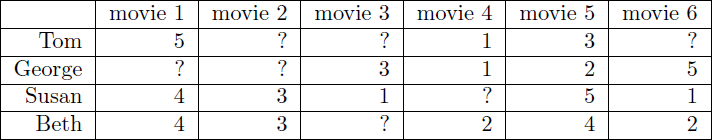 movie 1 movie 2 movie 3 movie 4 movie 5 movie 6
Tom 5 ? ? 1 3 ?
George ? ? 3 1 2 5
Susan 4 3 1 ? 5 1
Beth 4 3 ? 2 4 2